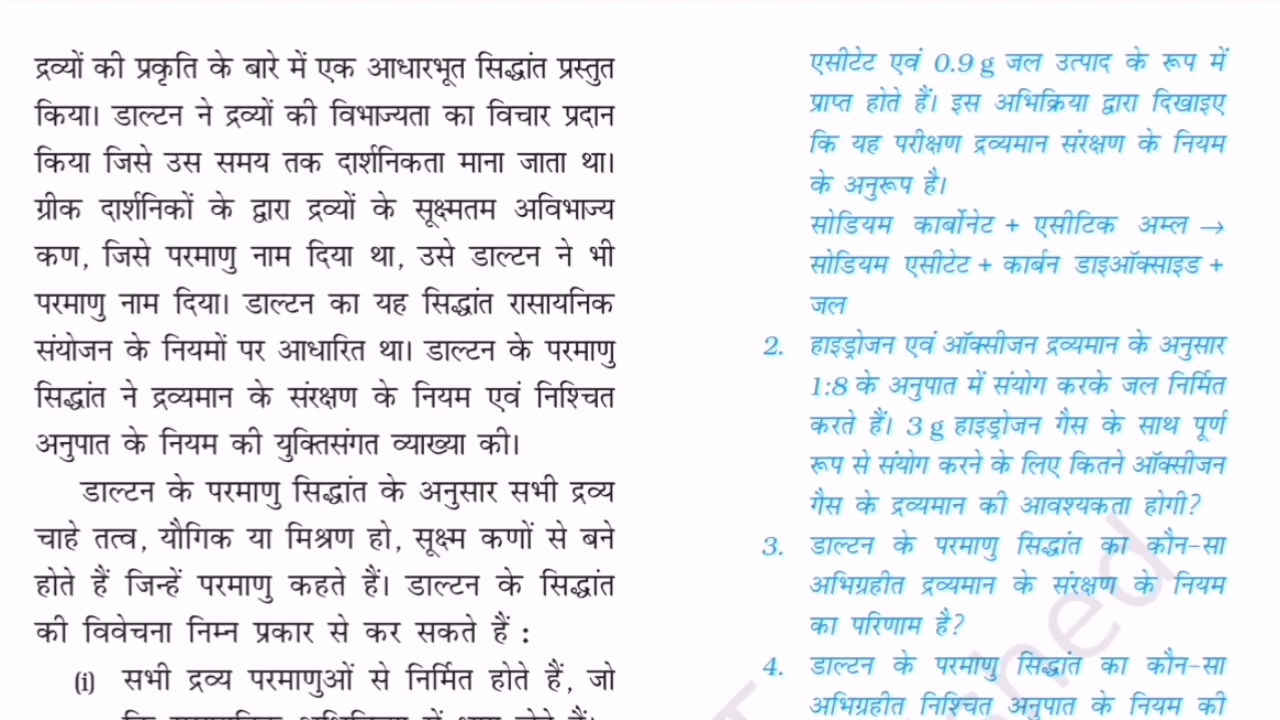 द्रव्यों की प्रकृति के बारे में एक आधारभूत सिद्धांत प्रस्तुत
किया। डाल्टन ने द्रव्यों की विभाज्यता का विचार प्रदान
किया जिसे उस समय तक दार्शनिकता माना जाता था।
ग्रीक दार्शनिकों के द्वारा द्रव्यों के सूक्ष्मतम अविभाज्य
कण, जिसे परमाणु नाम दिया था, उसे डाल्टन ने भी
परमाणु नाम दिया। डाल्टन का यह सिद्धांत रासायनिक
संयोजन के नियमों पर आधारित था। डाल्टन के परमाणु
सिद्धांत ने द्रव्यमान के संरक्षण के नियम एवं निश्चित
अनुपात के नियम की युक्तिसंगत व्याख्या की।
डाल्टन के परमाणु सिद्धांत के अनुसार सभी द्रव्य
चाहे तत्व, यौगिक या मिश्रण हो, सूक्ष्म कणों से बने
होते हैं जिन्हें परमाणु कहते हैं। डाल्टन के सिद्धांत
की विवेचना निम्न प्रकार से कर सकते हैं :
(i) सभी द्रव्य परमाणुओं से निर्मित होते हैं, जो
एसीटेट एवं 0.9 g जल उत्पाद के रूप में
प्राप्त होते हैं। इस अभिक्रिया द्वारा दिखाइए
कि यह परीक्षण द्रव्यमान संरक्षण के नियम
के अनुरूप है।
सोडियम कार्बोनेट + एसीटिक अम्ल →
सोडियम एसीटेट + कार्बन डाइऑक्साइड +
जल
2. हाइड्रोजन एवं ऑक्सीजन द्रव्यमान के अनुसार
1:8 के अनुपात में संयोग करके जल निर्मित
करते हैं। 3 g हाइड्रोजन गैस के साथ पूर्ण
रूप से संयोग करने के लिए कितने ऑक्सीजन
गैस के द्रव्यमान की आवश्यकता होगी?
3. डाल्टन के परमाणु सिद्धांत का कौन-सा
अभिग्रहीत द्रव्यमान के संरक्षण के नियम
का परिणाम है?
4. डाल्टन के परमाणु सिद्धांत का कौन-सा
अभिग्रहीत निश्चित अनुपात के नियम की